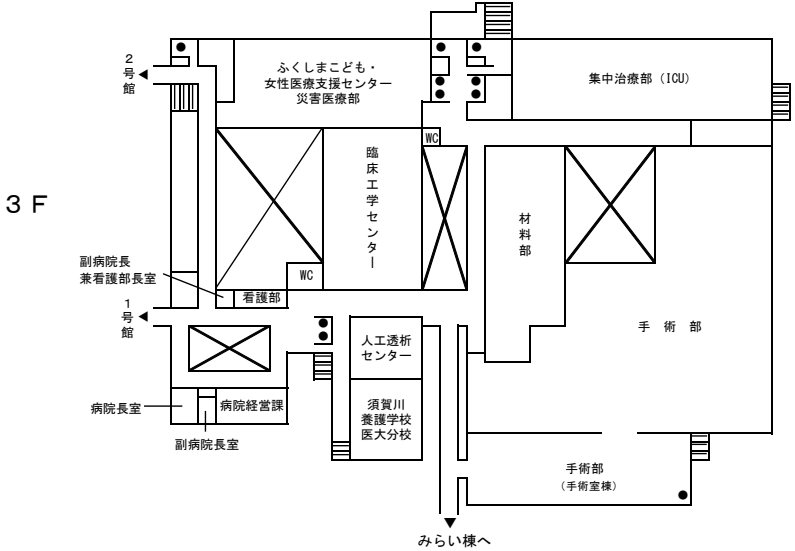 2号館
ふくしまこども・
女性医療支援センター
災害医療部
集中治療部（ICU）
WC
臨床工学センター
材料部
3F
副病院長
兼看護部長室
WC
看護部
1号館
人工透析
センター
手術部
病院長室
病院経営課
副病院長室
須賀川
養護学校
医大分校
手術部
（手術室棟）
みらい棟へ